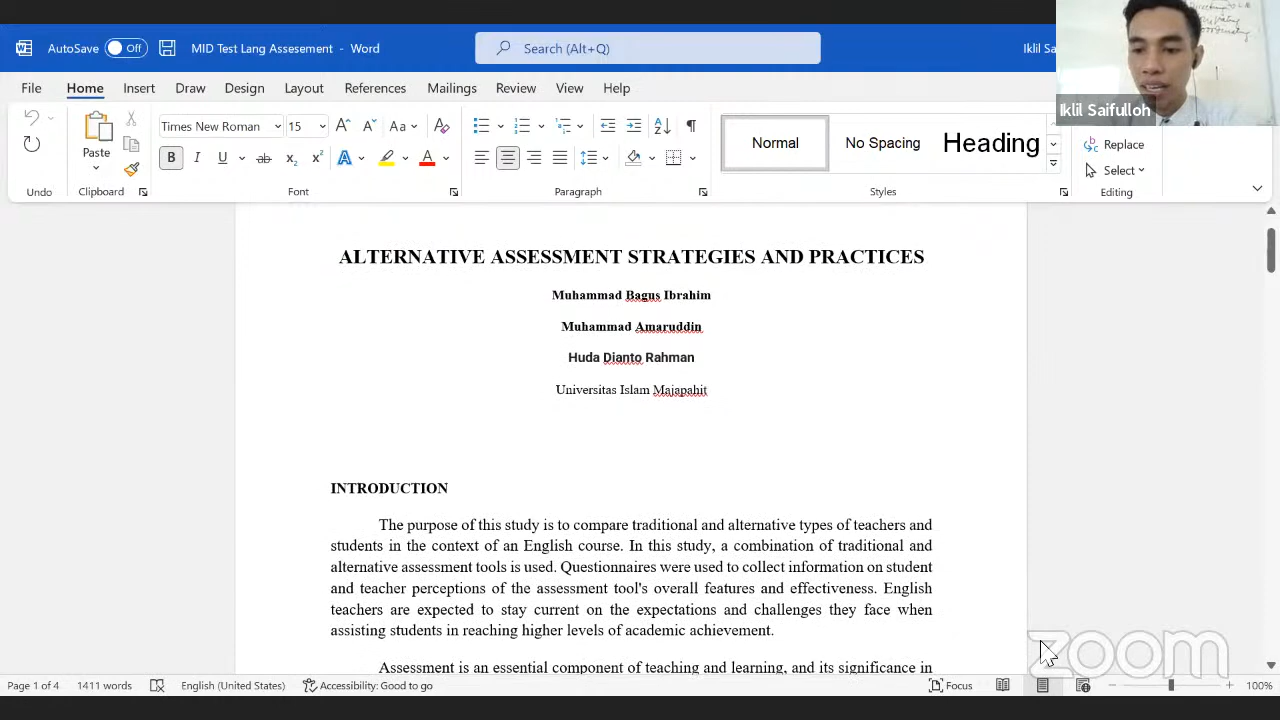 AutoSave Off MID Test Lang Assesement - Word Search (Alt+Q) Iklil Sa
Iklil Saifulloh
File Home Insert Draw Design Layout References Mailings Review View Help
Times New Roman 15 Aa
Paste
B I U ab x₂ x² A A
Normal No Spacing Heading
Replace
Select
Undo Clipboard Font Paragraph Styles Editing
ALTERNATIVE ASSESSMENT STRATEGIES AND PRACTICES
Muhammad Bagus Ibrahim
Muhammad Amaruddin
Huda Dianto Rahman
Universitas Islam Majapahit
INTRODUCTION
The purpose of this study is to compare traditional and alternative types of teachers and
students in the context of an English course. In this study, a combination of traditional and
alternative assessment tools is used. Questionnaires were used to collect information on student
and teacher perceptions of the assessment tool's overall features and effectiveness. English
teachers are expected to stay current on the expectations and challenges they face when
assisting students in reaching higher levels of academic achievement.
Assessment is an essential component of teaching and learning, and its significance in
zoom
Page 1 of 4 1411 words English (United States) Accessibility: Good to go Focus 100%